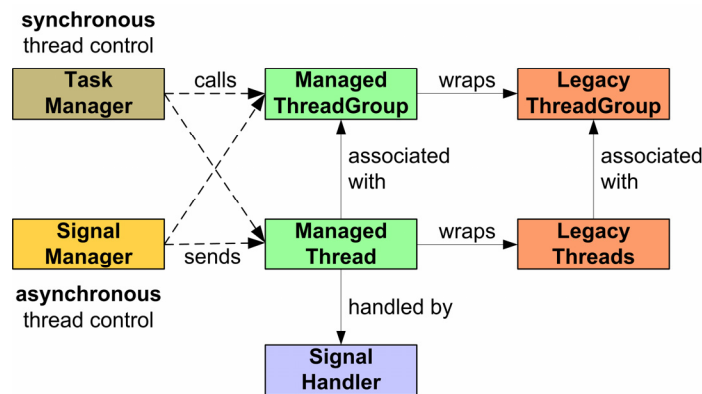 synchronous
thread control
Task
Manager
calls
Managed
ThreadGroup
wraps
Legacy
ThreadGroup
associated
with
associated
with
Signal
Manager
sends
Managed
Thread
wraps
Legacy
Threads
asynchronous
thread control
handled by
Signal
Handler